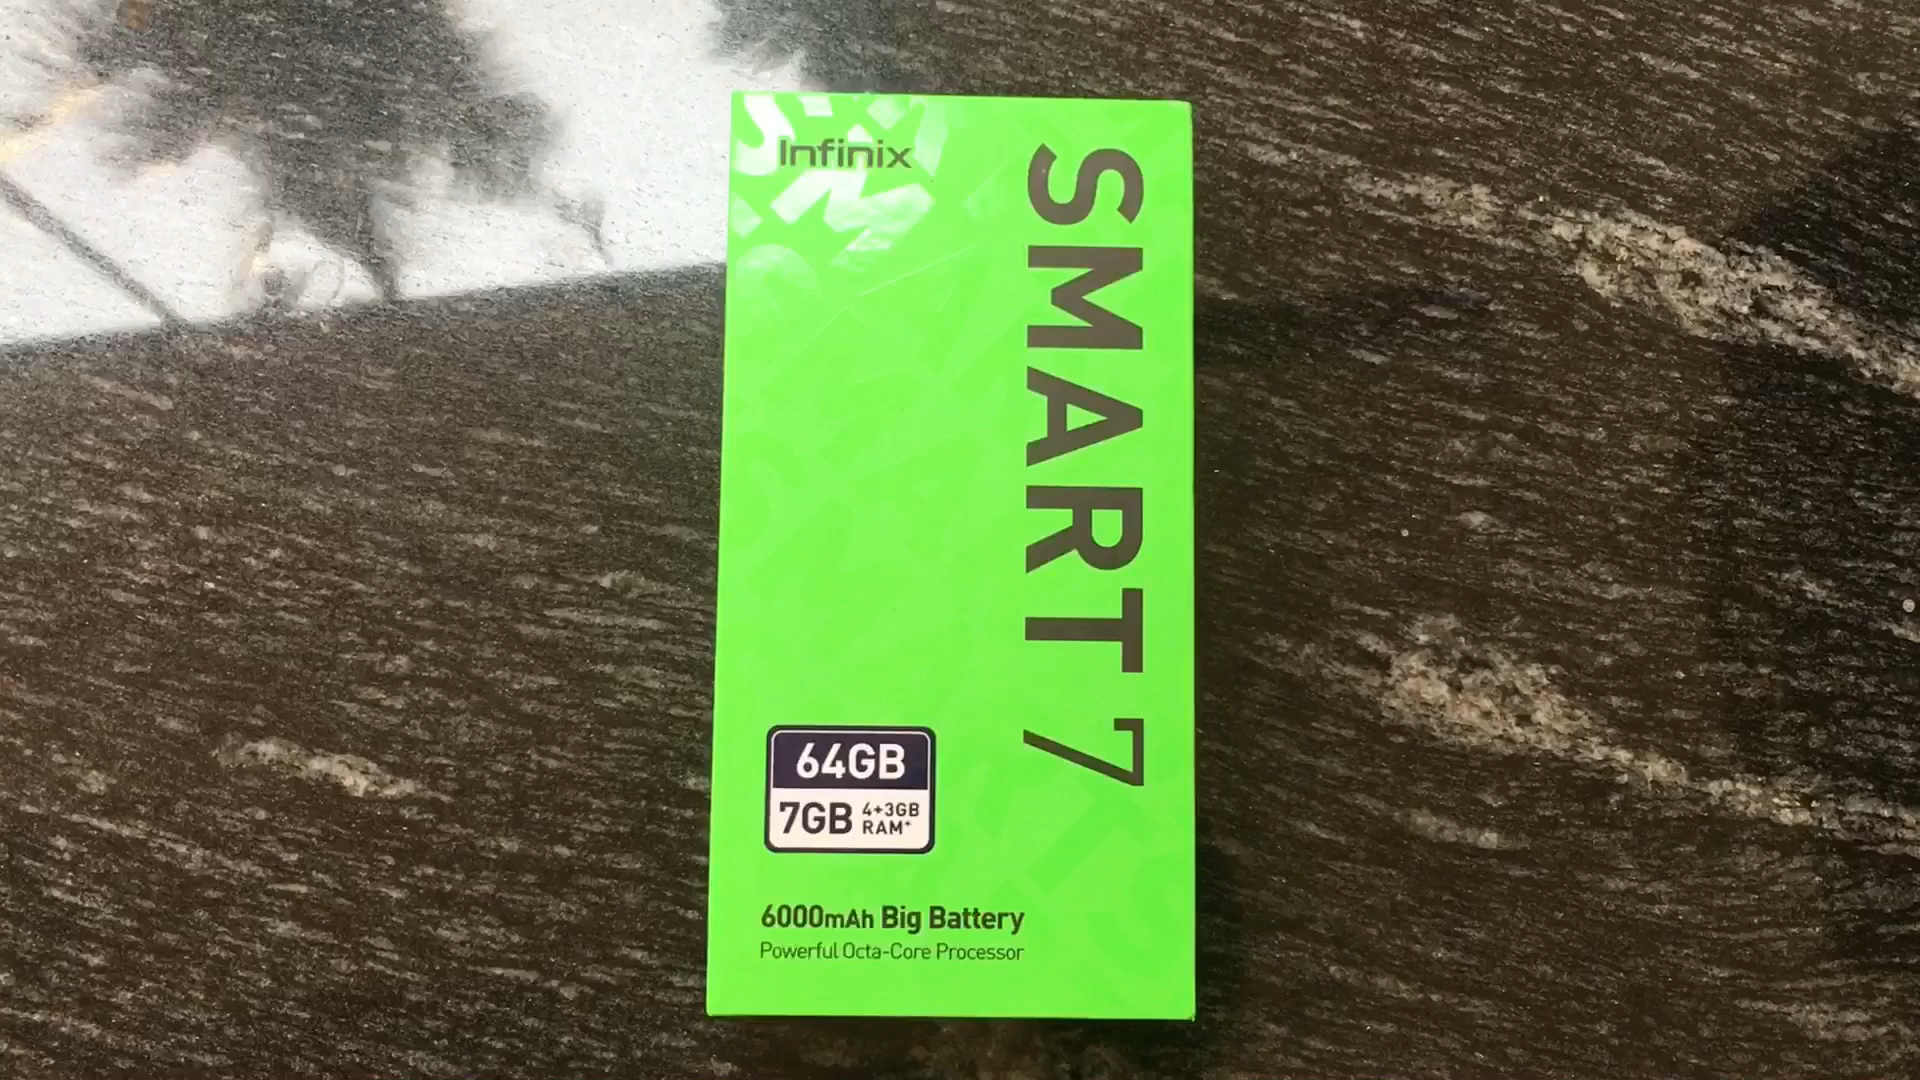 Infinix
SMART 7
64GB
7GB 4+3GB RAM*
6000mAh Big Battery
Powerful Octa-Core Processor